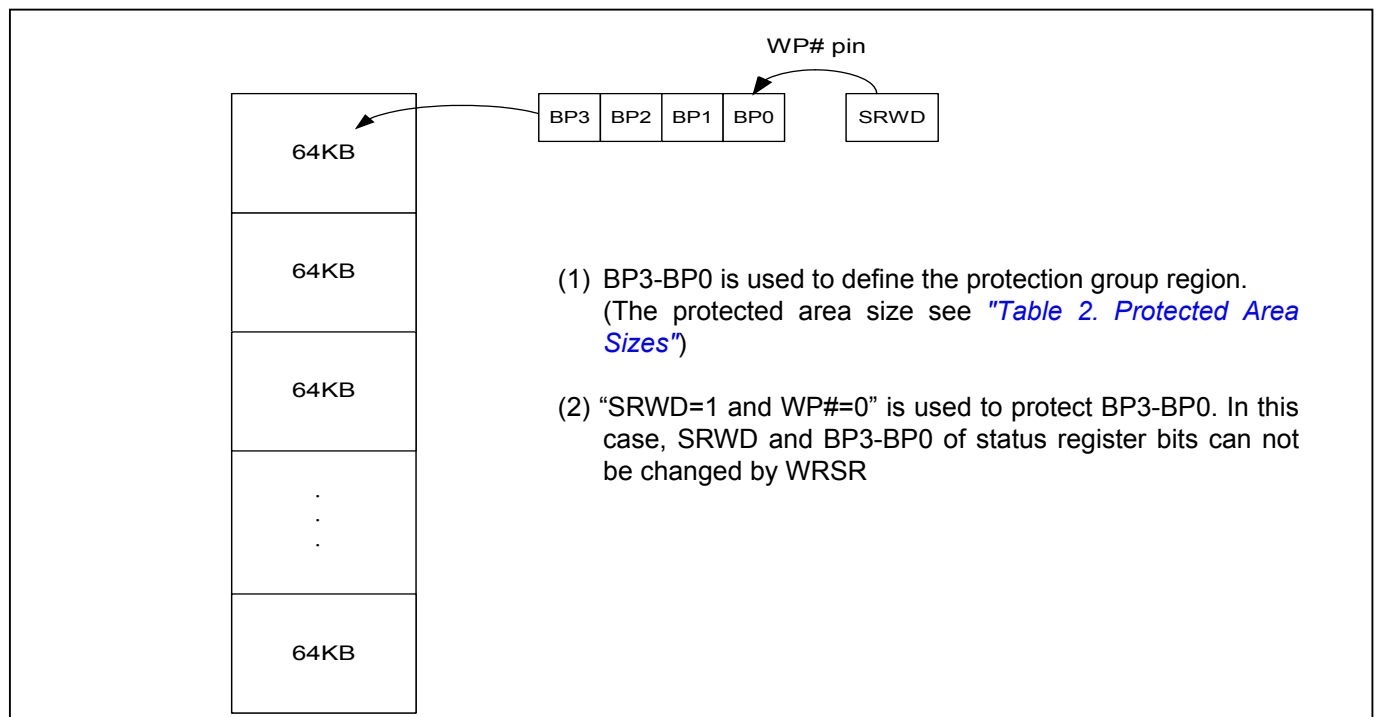 WP# pin
BP3 BP2 BP1 BP0 SRWD
64KB
64KB
64KB
.
.
.
64KB
(1) BP3-BP0 is used to define the protection group region.
(The protected area size see "Table 2. Protected Area
Sizes")
(2) “SRWD=1 and WP#=0” is used to protect BP3-BP0. In this
case, SRWD and BP3-BP0 of status register bits can not
be changed by WRSR